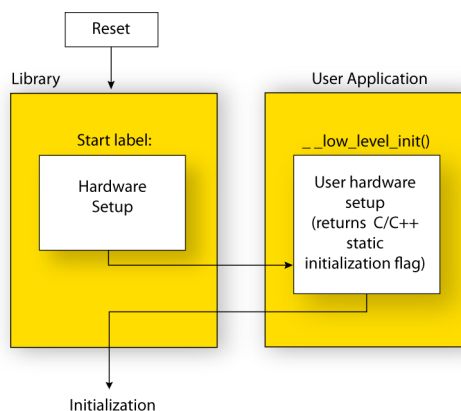 Reset
Library
User Application
Start label:
_ _low_level_init()
Hardware
Setup
User hardware
setup
(returns C/C++
static
initialization flag)
Initialization